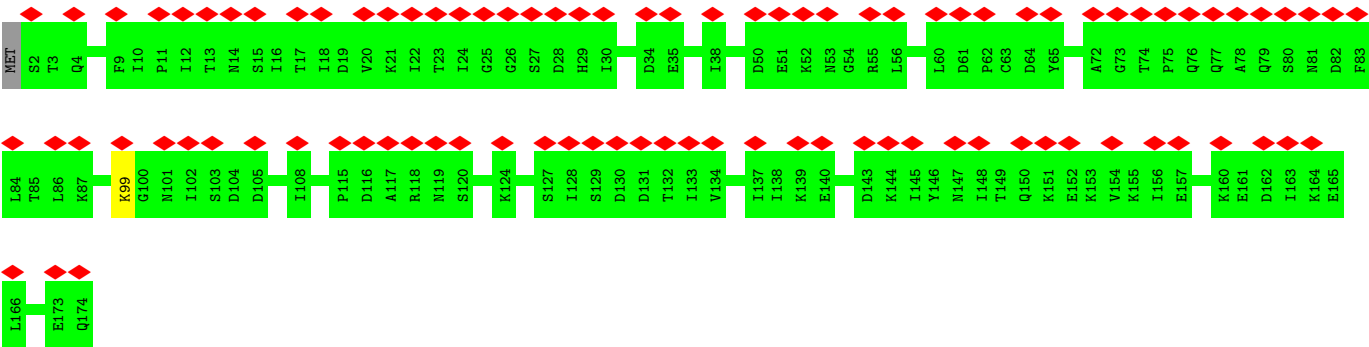 MET S2 T3 Q4 F9 I10 P11 I12 T13 N14 S15 I16 T17 I18 D19 V20 K21 I22 T23 I24 G25 G26 S27 D28 H29 I30 D34 E35 I38 D50 E51 K52 N53 G54 R55 L56 L60 D61 P62 C63 D64 Y65 A72 G73 T74 P75 Q76 Q77 A78 Q79 S80 N81 D82 F83
L84 T85 L86 K87 K99 G100 N101 I102 S103 D104 D105 I108 P115 D116 A117 R118 N119 S120 K124 S127 I128 S129 D130 D131 T132 I133 V134 I137 I138 K139 E140 D143 K144 I145 Y146 N147 I148 T149 Q150 K151 E152 K153 V154 K155 I156 E157 K160 E161 D162 I163 K164 E165
L166 E173 Q174